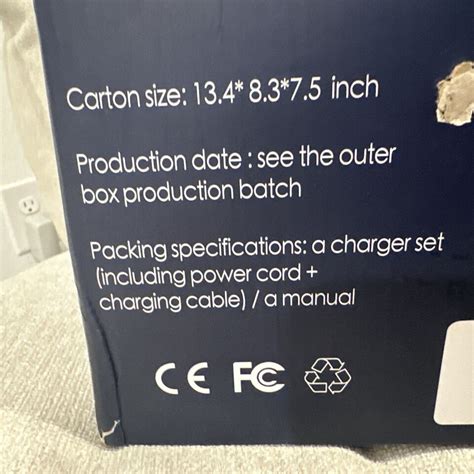 Carton size: 13.4* 8.3*7.5 inch
Production date : see the outer
box production batch
Packing specifications: a charger set
(including power cord +
charging cable) / a manual
CE FC